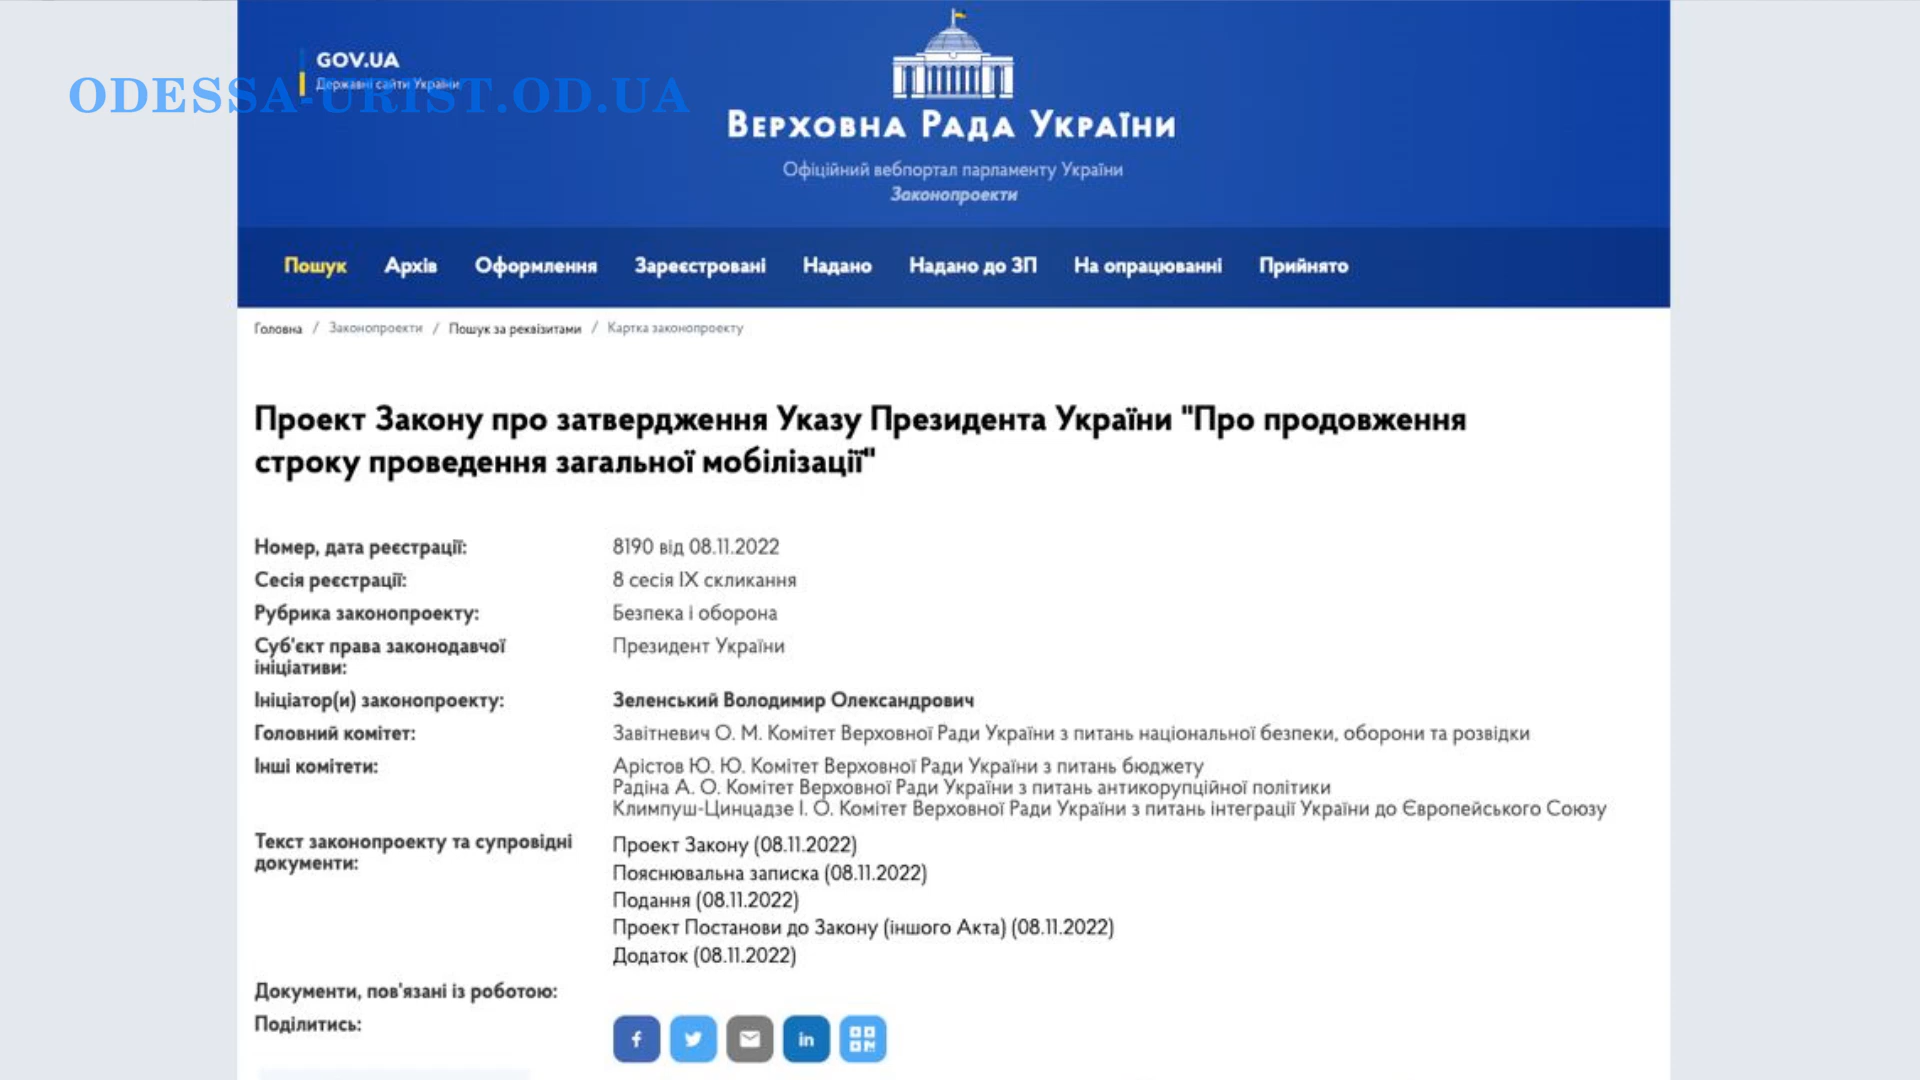 GOV.UA
Державні сайти України
ODESSA-URIST.OD.UA
Верховна Рада України
Офіційний вебпортал парламенту України
Законопроекти
Пошук Архів Оформлення Зареєстровані Надано Надано до ЗП На опрацюванні Прийнято
Головна / Законопроекти / Пошук за реквізитами / Картка законопроекту
Проект Закону про затвердження Указу Президента України "Про продовження
строку проведення загальної мобілізації"
Номер, дата реєстрації: 8190 від 08.11.2022
Сесія реєстрації: 8 сесія IX скликання
Рубрика законопроекту: Безпека і оборона
Суб'єкт права законодавчої Президент України
ініціативи:
Ініціатор(и) законопроекту: Зеленський Володимир Олександрович
Головний комітет: Завітневич О. М. Комітет Верховної Ради України з питань національної безпеки, оборони та розвідки
Інші комітети: Арістов Ю. Ю. Комітет Верховної Ради України з питань бюджету
Радіна А. О. Комітет Верховної Ради України з питань антикорупційної політики
Климпуш-Цинцадзе І. О. Комітет Верховної Ради України з питань інтеграції України до Європейського Союзу
Текст законопроекту та супровідні Проект Закону (08.11.2022)
документи:
Пояснювальна записка (08.11.2022)
Подання (08.11.2022)
Проект Постанови до Закону (іншого Акта) (08.11.2022)
Додаток (08.11.2022)
Документи, пов'язані із роботою:
Поділитись: